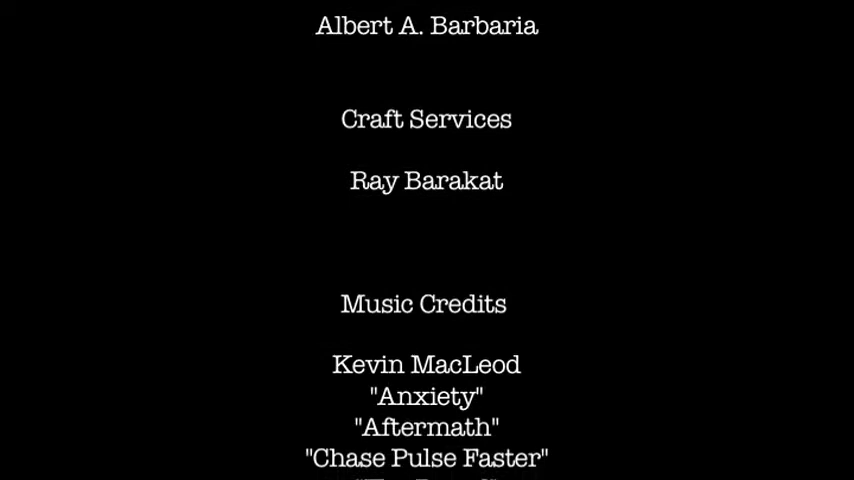 Albert A. Barbaria
Craft Services
Ray Barakat
Music Credits
Kevin MacLeod
"Anxiety"
"Aftermath"
"Chase Pulse Faster"